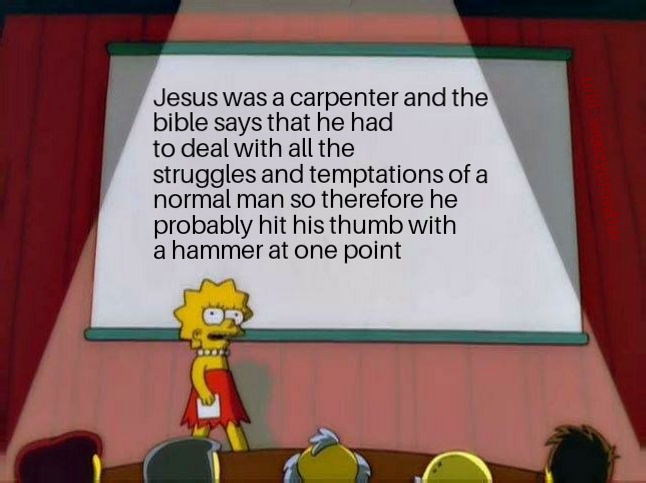 Jesus was a carpenter and the
bible says that he had
to deal with all the
struggles and temptations of a
normal man so therefore he
probably hit his thumb with
a hammer at one point